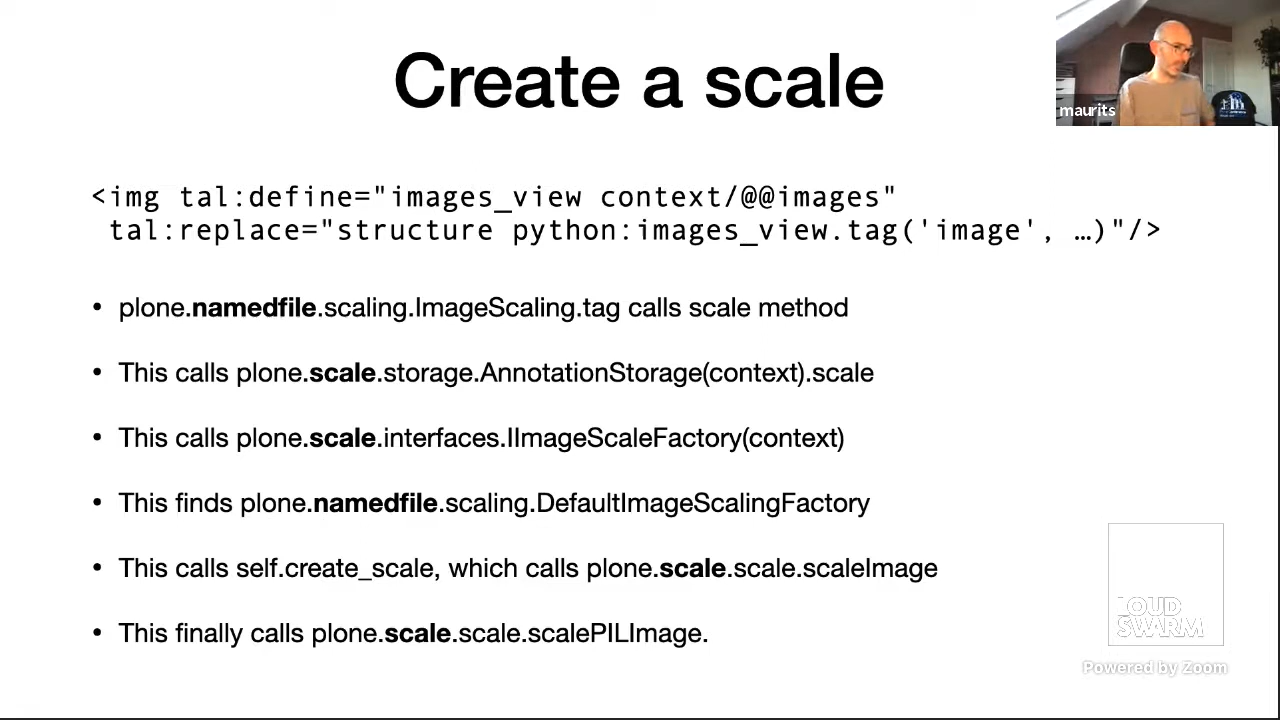 Create a scale
maurits
<img tal:define="images_view context/@@images"
tal:replace="structure python:images_view.tag('image', …)"/>
• plone.namedfile.scaling.ImageScaling.tag calls scale method
• This calls plone.scale.storage.AnnotationStorage(context).scale
• This calls plone.scale.interfaces.IImageScaleFactory(context)
• This finds plone.namedfile.scaling.DefaultImageScalingFactory
• This calls self.create_scale, which calls plone.scale.scale.scaleImage
• This finally calls plone.scale.scale.scalePILImage.
LOUD
SWARM
Powered by Zoom